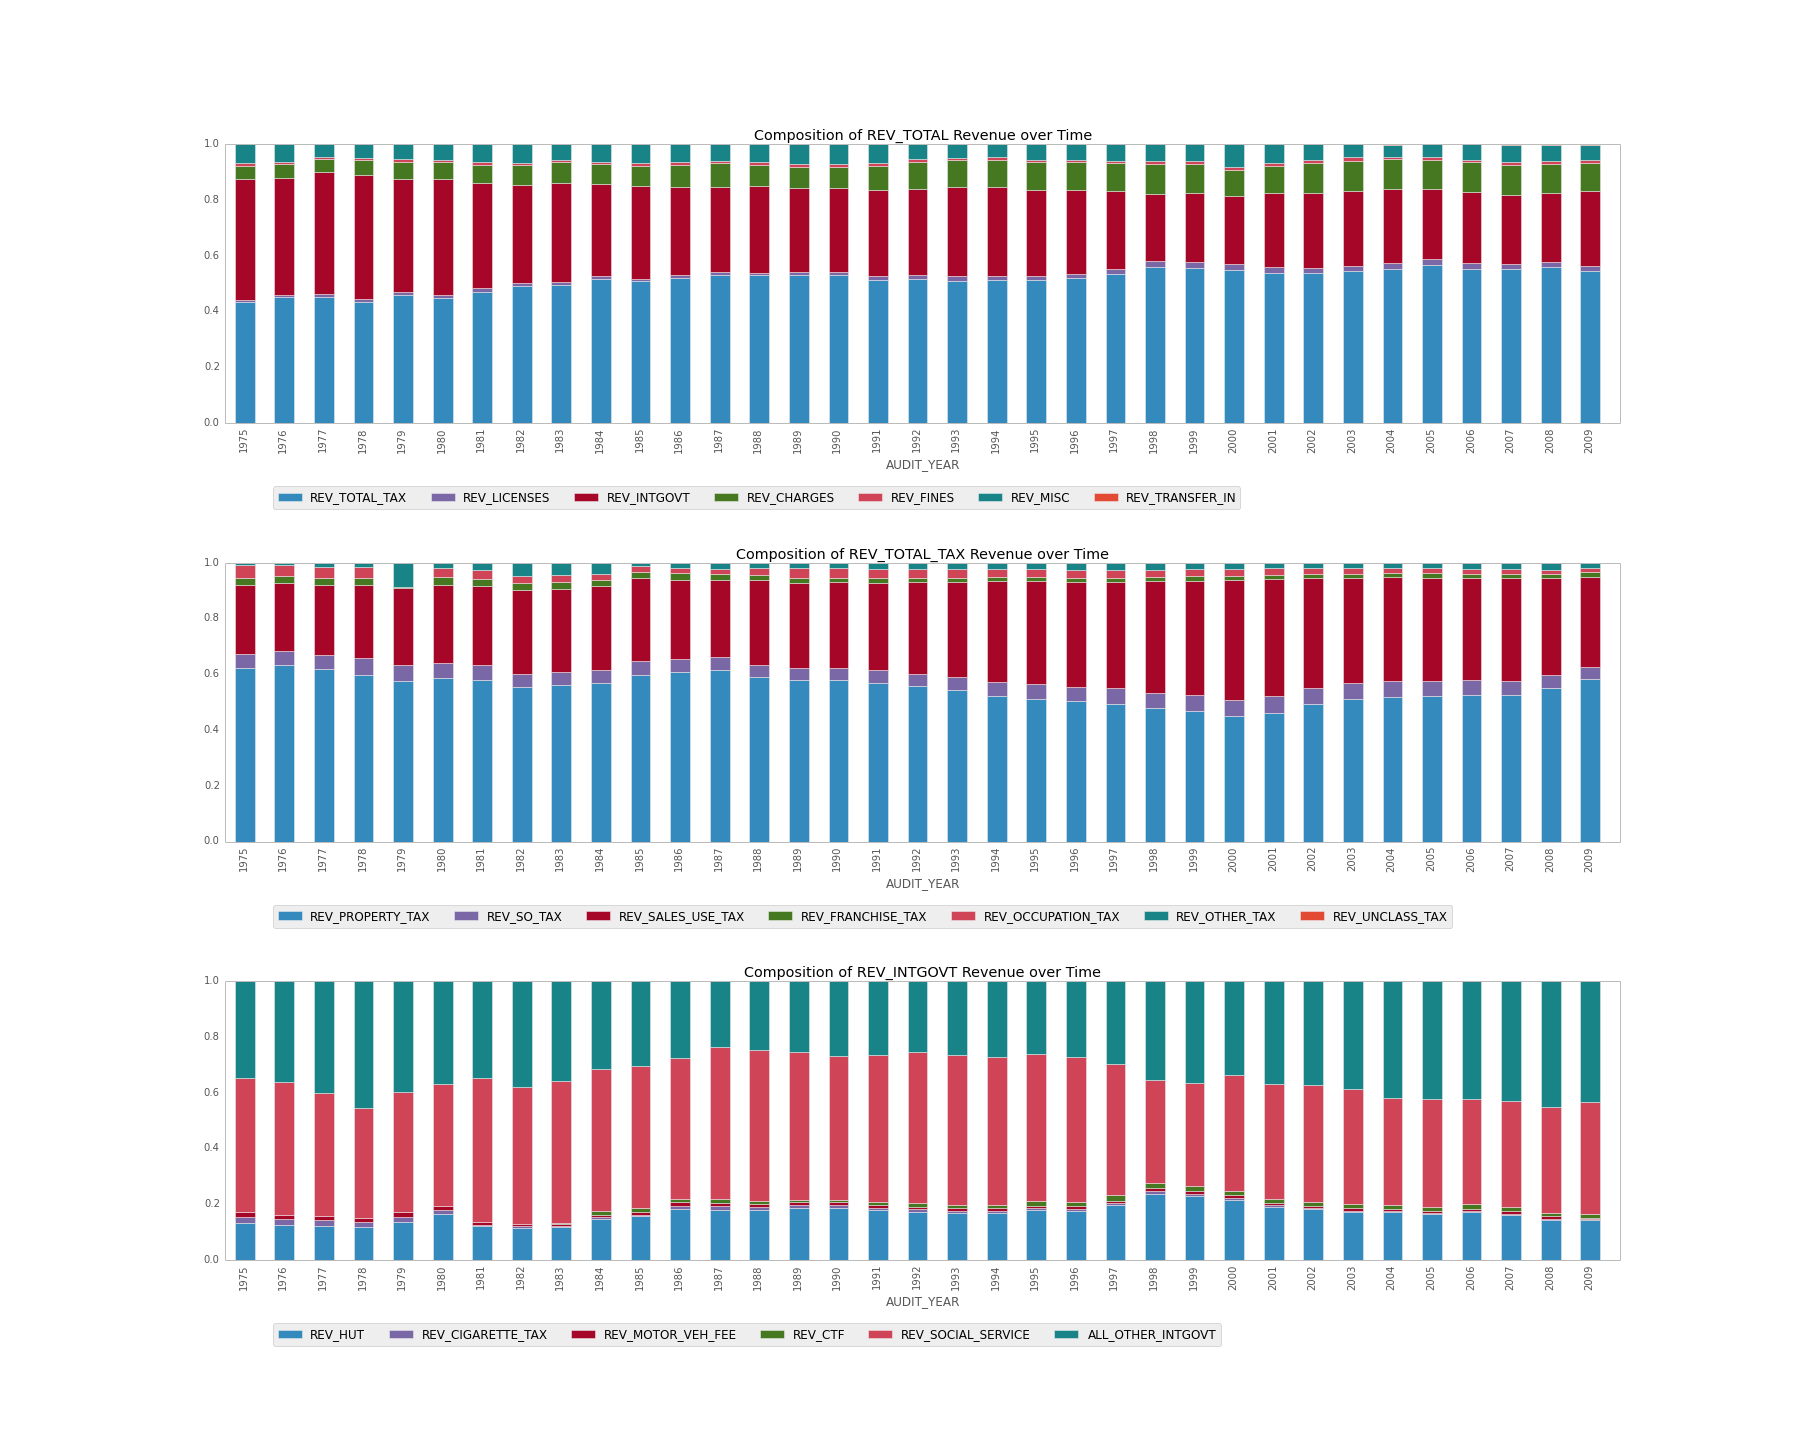 Composition of REV_TOTAL Revenue over Time
1.0
0.8
0.6
0.4
0.2
0.0
1975 1976 1977 1978 1979 1980 1981 1982 1983 1984 1985 1986 1987 1988 1989 1990 1991 1992 1993 1994 1995 1996 1997 1998 1999 2000 2001 2002 2003 2004 2005 2006 2007 2008 2009
AUDIT_YEAR
REV_TOTAL_TAX REV_LICENSES REV_INTGOVT REV_CHARGES REV_FINES REV_MISC REV_TRANSFER_IN
Composition of REV_TOTAL_TAX Revenue over Time
1.0
0.8
0.6
0.4
0.2
0.0
1975 1976 1977 1978 1979 1980 1981 1982 1983 1984 1985 1986 1987 1988 1989 1990 1991 1992 1993 1994 1995 1996 1997 1998 1999 2000 2001 2002 2003 2004 2005 2006 2007 2008 2009
AUDIT_YEAR
REV_PROPERTY_TAX REV_SO_TAX REV_SALES_USE_TAX REV_FRANCHISE_TAX REV_OCCUPATION_TAX REV_OTHER_TAX REV_UNCLASS_TAX
Composition of REV_INTGOVT Revenue over Time
1.0
0.8
0.6
0.4
0.2
0.0
1975 1976 1977 1978 1979 1980 1981 1982 1983 1984 1985 1986 1987 1988 1989 1990 1991 1992 1993 1994 1995 1996 1997 1998 1999 2000 2001 2002 2003 2004 2005 2006 2007 2008 2009
AUDIT_YEAR
REV_HUT REV_CIGARETTE_TAX REV_MOTOR_VEH_FEE REV_CTF REV_SOCIAL_SERVICE ALL_OTHER_INTGOVT